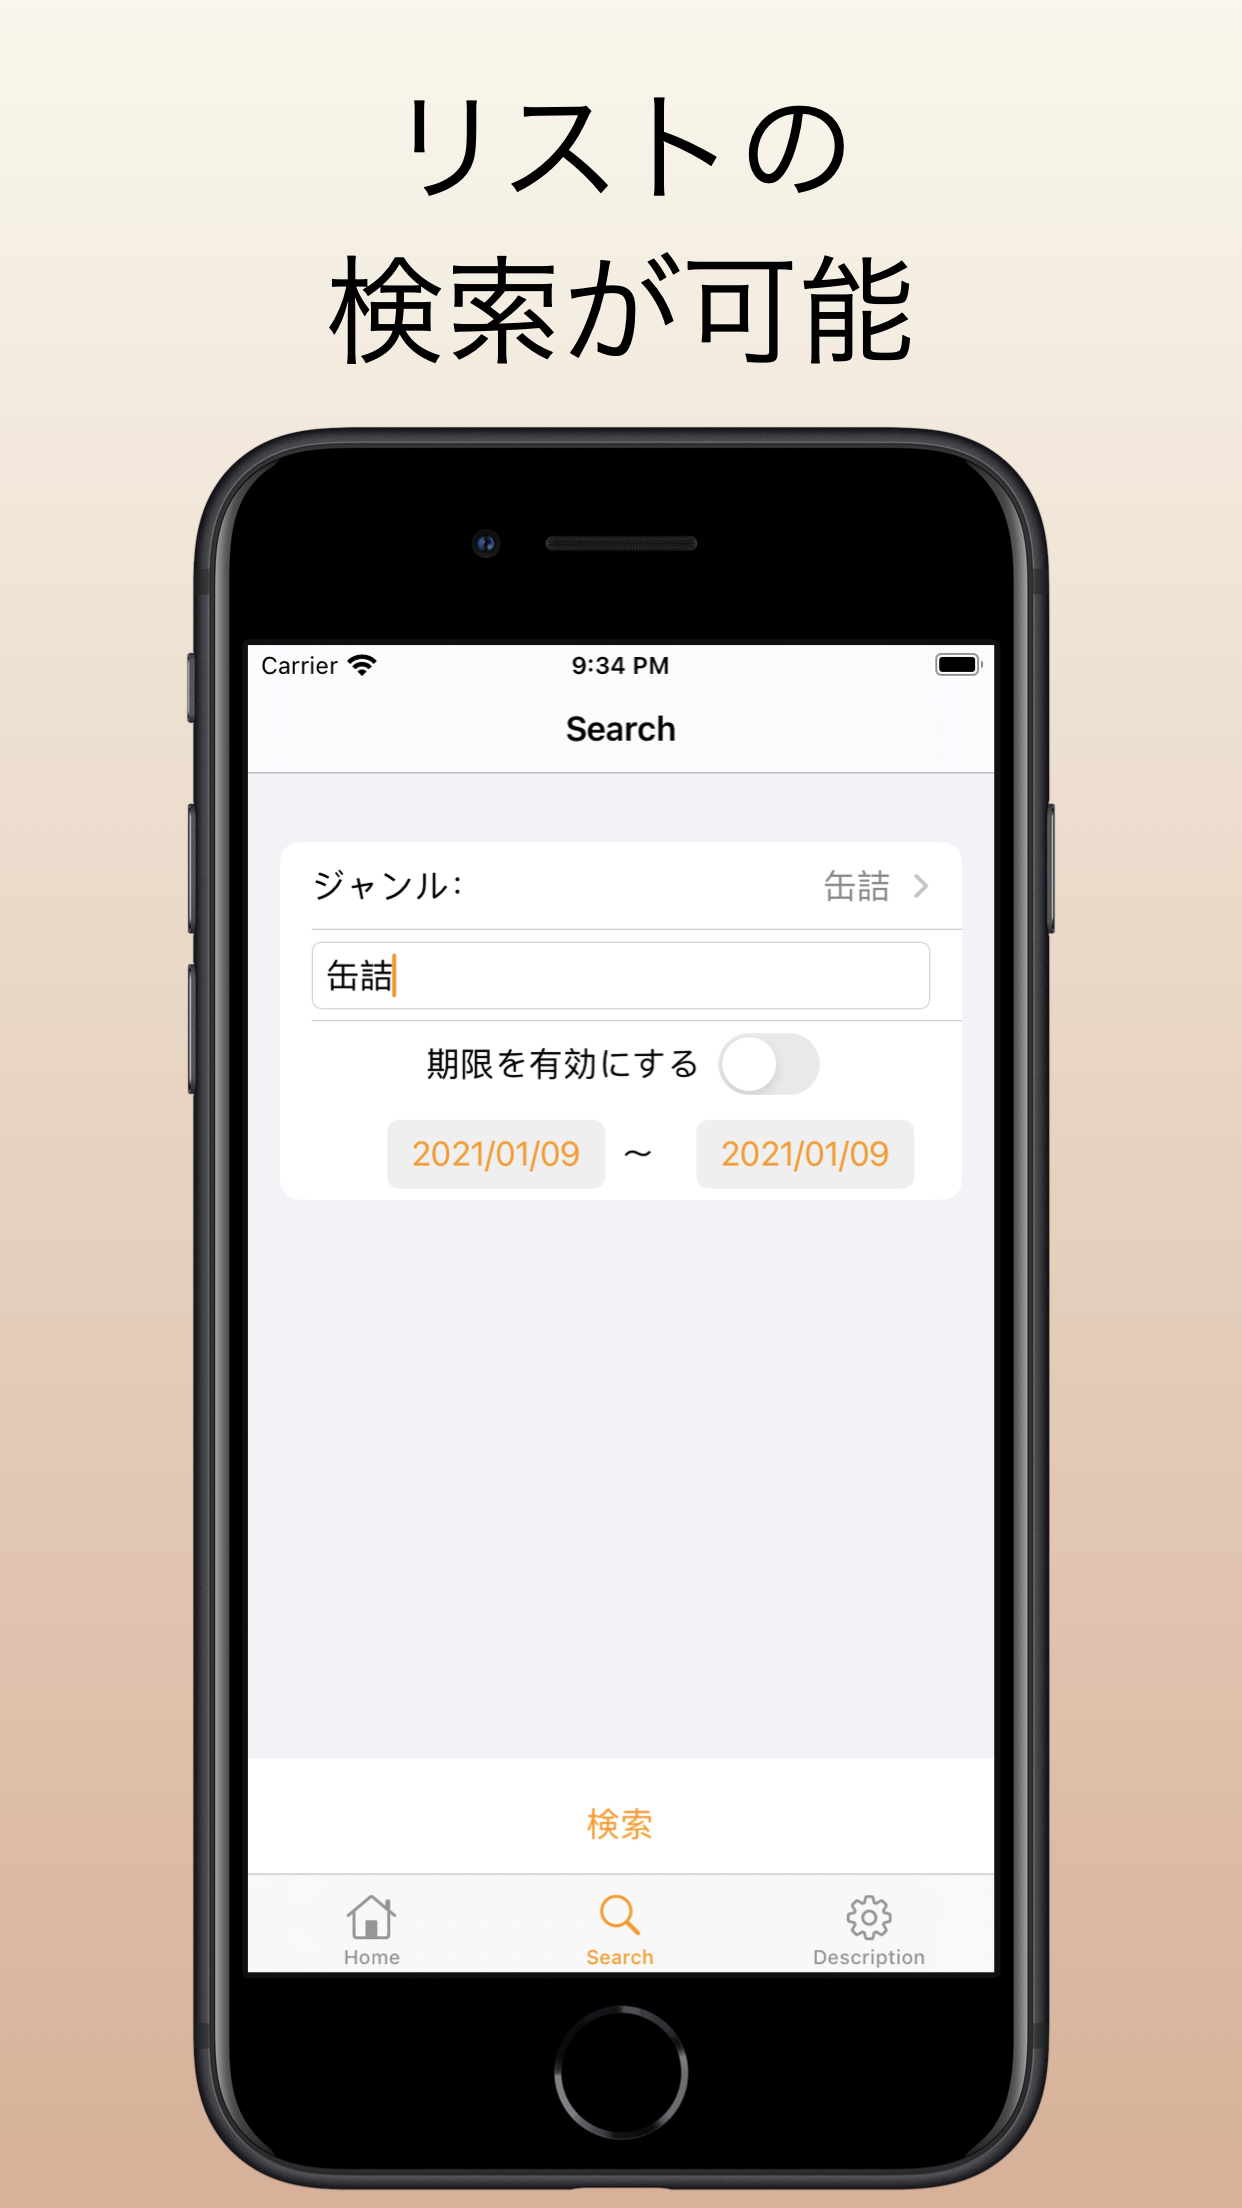 リストの
検索が可能
Carrier 9:34 PM
Search
ジャンル： 缶詰
缶詰
期限を有効にする
2021/01/09 〜 2021/01/09
検索
Home Search Description